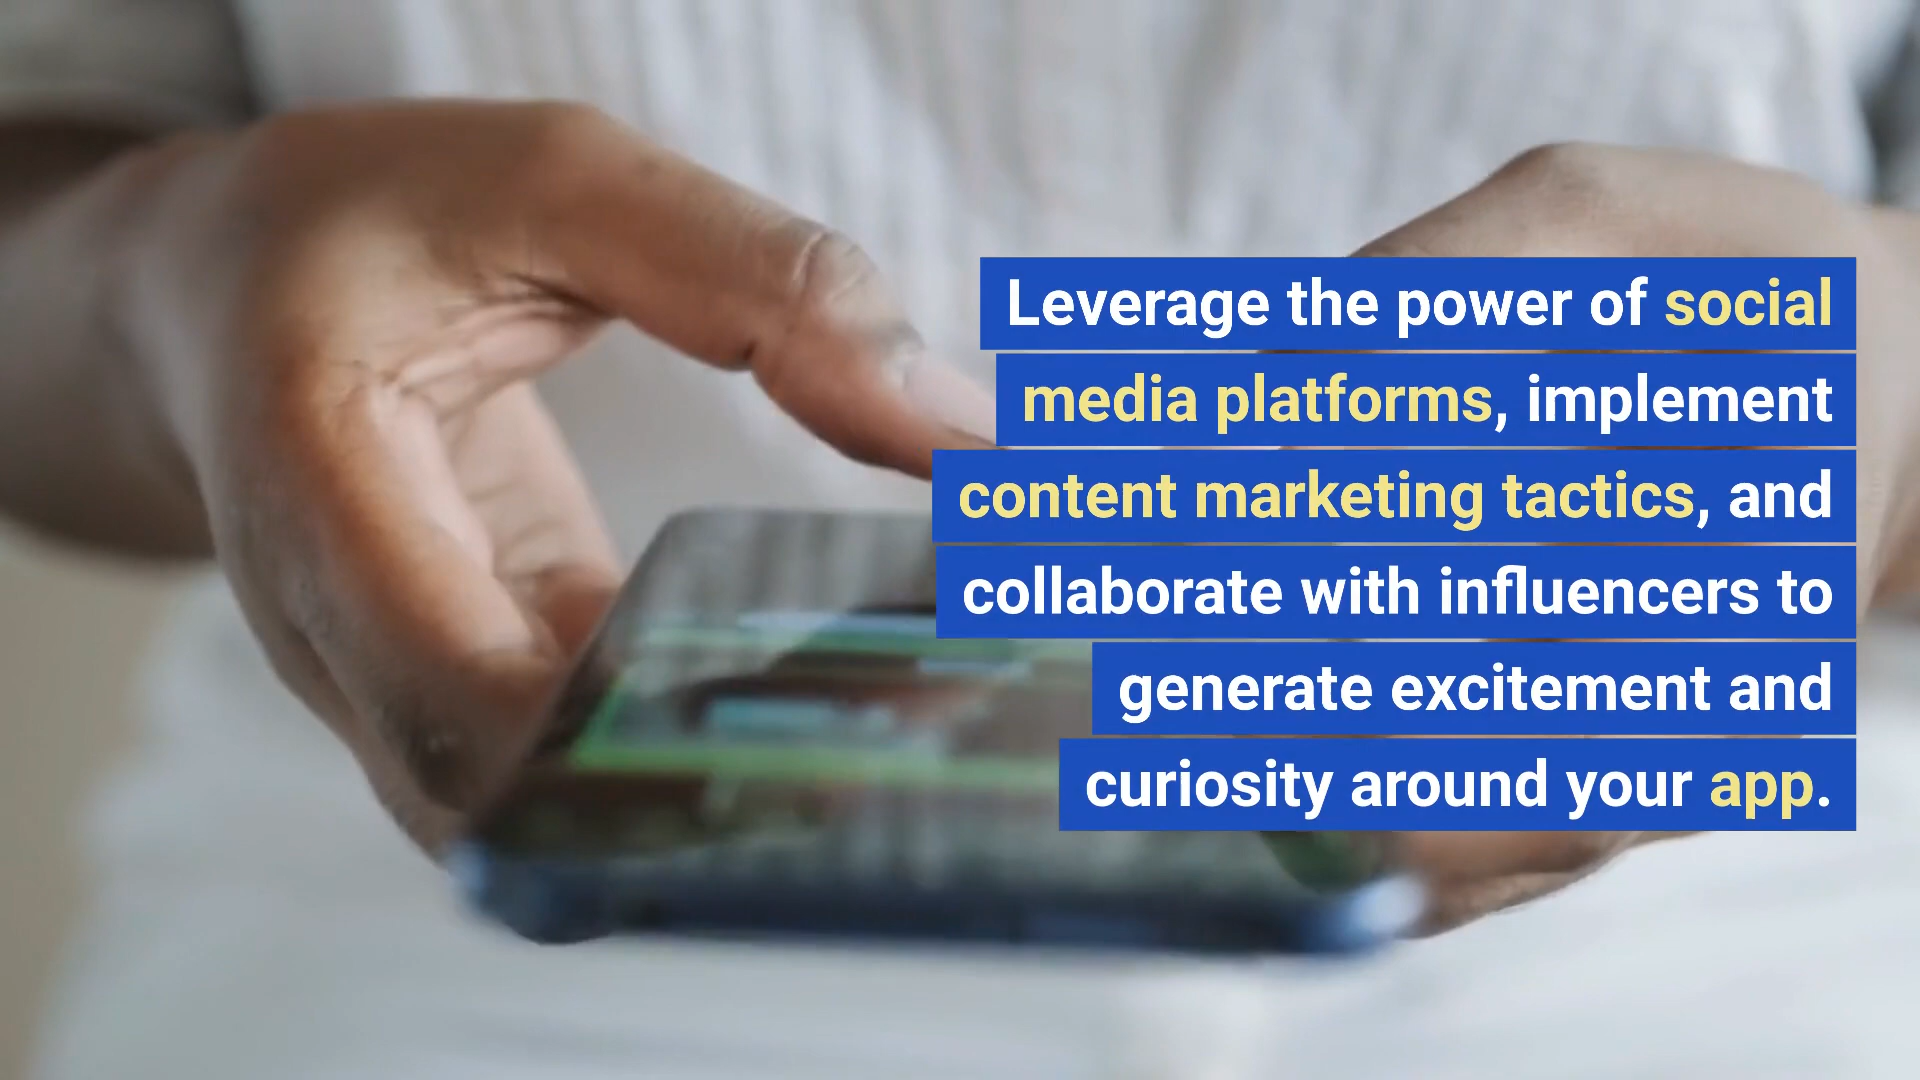 Leverage the power of social
media platforms, implement
content marketing tactics, and
collaborate with influencers to
generate excitement and
curiosity around your app.